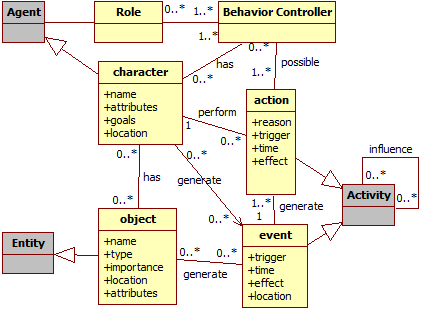 Agent
Role
0..*
1..*
Behavior Controller
1..*
0..*
has
possible
1..*
character
+name
+attributes
+goals
+location
perform
1
0..*
action
+reason
+trigger
+time
+effect
influence
0..*
0..*
Activity
0..*
has
0..*
0..*
generate
0..*
1..*
1
generate
object
+name
+type
+importance
+location
+attributes
Entity
0..*
0..*
generate
event
+trigger
+time
+effect
+location